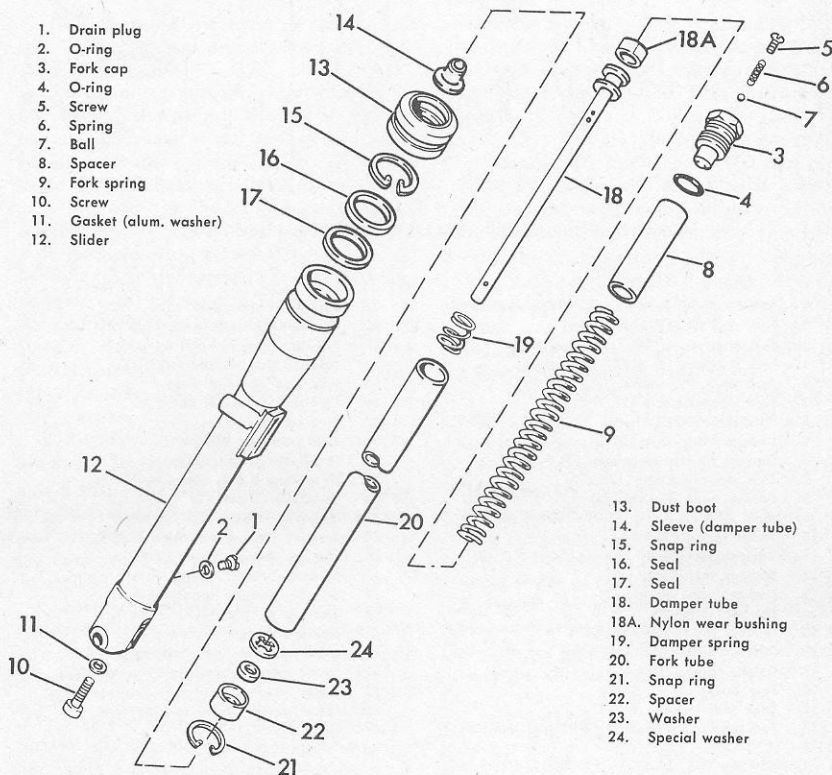 1. Drain plug
2. O-ring
3. Fork cap
4. O-ring
5. Screw
6. Spring
7. Ball
8. Spacer
9. Fork spring
10. Screw
11. Gasket (alum. washer)
12. Slider
14
13
15
16
17
18A
5
6
7
3
4
18
8
19
9
12
20
2
1
11
10
24
23
22
21
13. Dust boot
14. Sleeve (damper tube)
15. Snap ring
16. Seal
17. Seal
18. Damper tube
18A. Nylon wear bushing
19. Damper spring
20. Fork tube
21. Snap ring
22. Spacer
23. Washer
24. Special washer